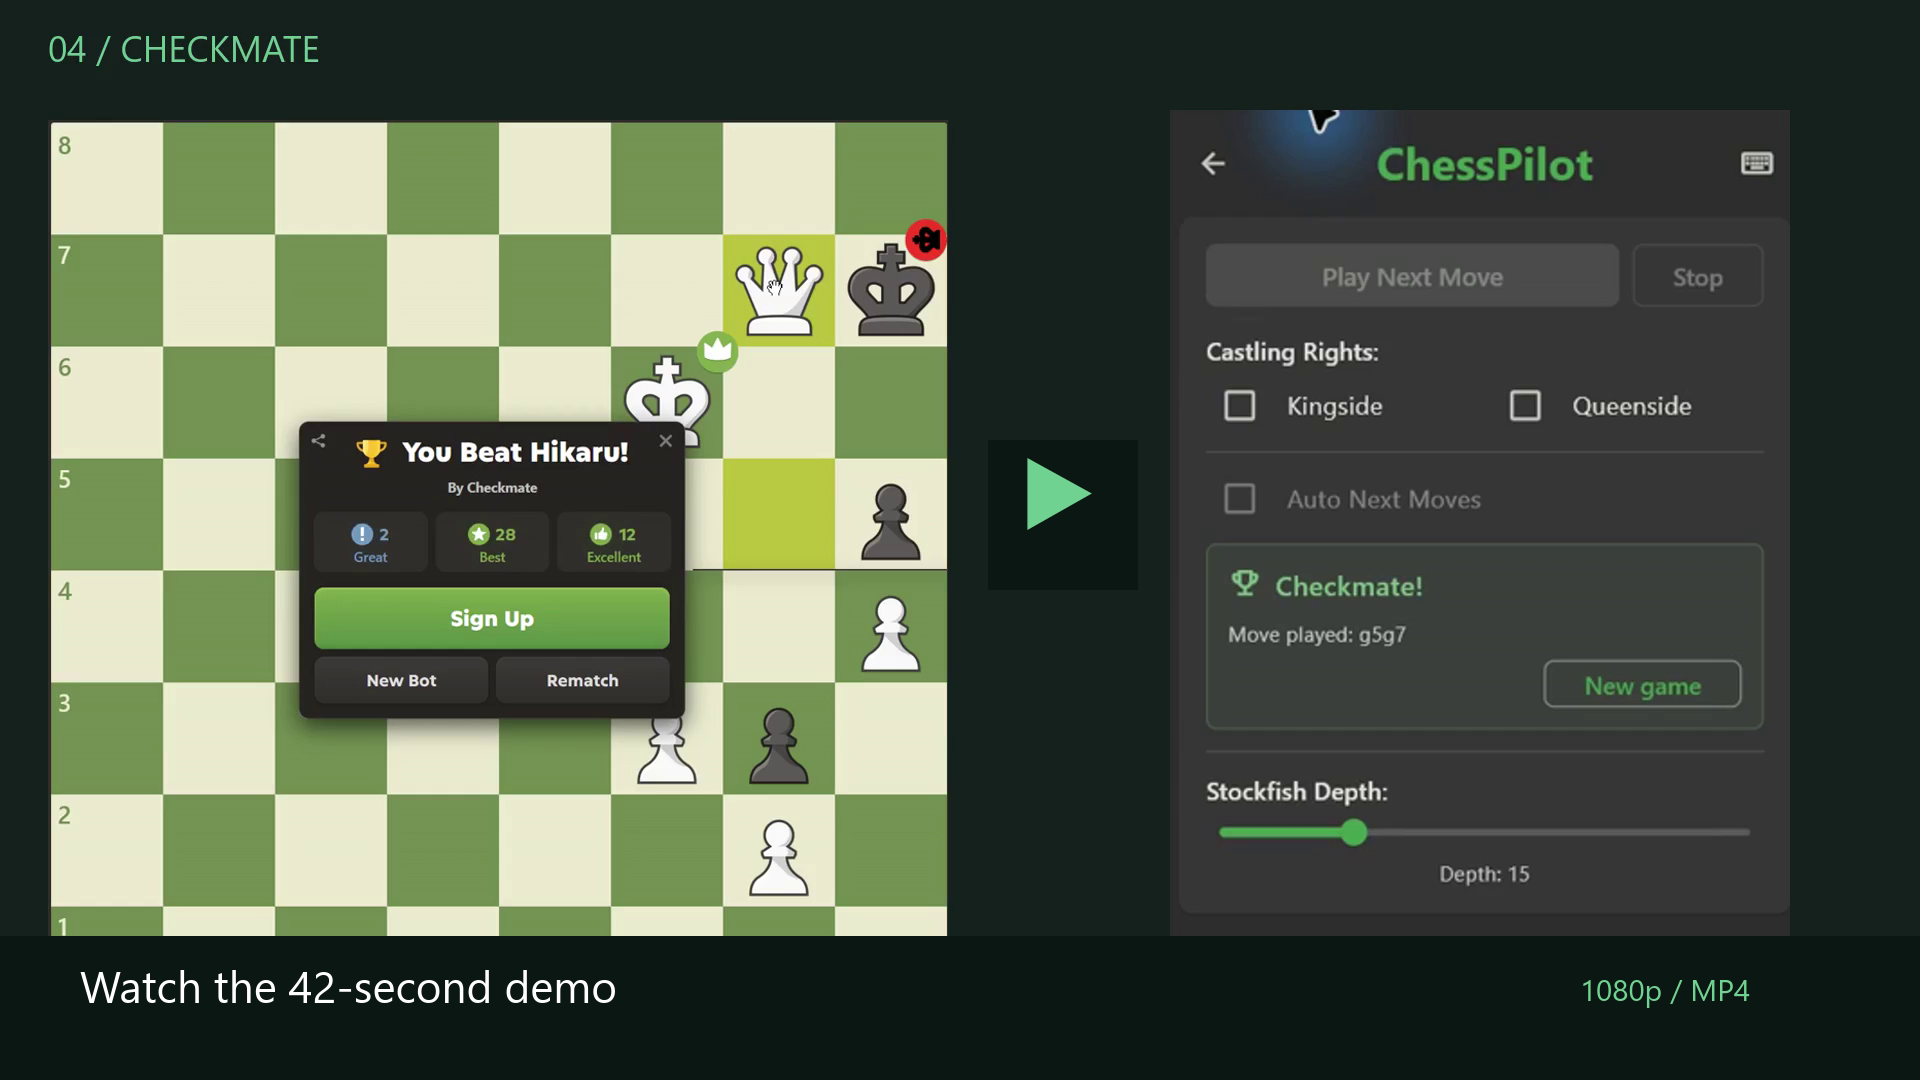 04 / CHECKMATE
8
7
6
5
4
3
2
1
You Beat Hikaru!
By Checkmate
2
Great
28
Best
12
Excellent
Sign Up
New Bot
Rematch
ChessPilot
Play Next Move
Stop
Castling Rights:
Kingside
Queenside
Auto Next Moves
Checkmate!
Move played: g5g7
New game
Stockfish Depth:
Depth: 15
Watch the 42-second demo
1080p / MP4